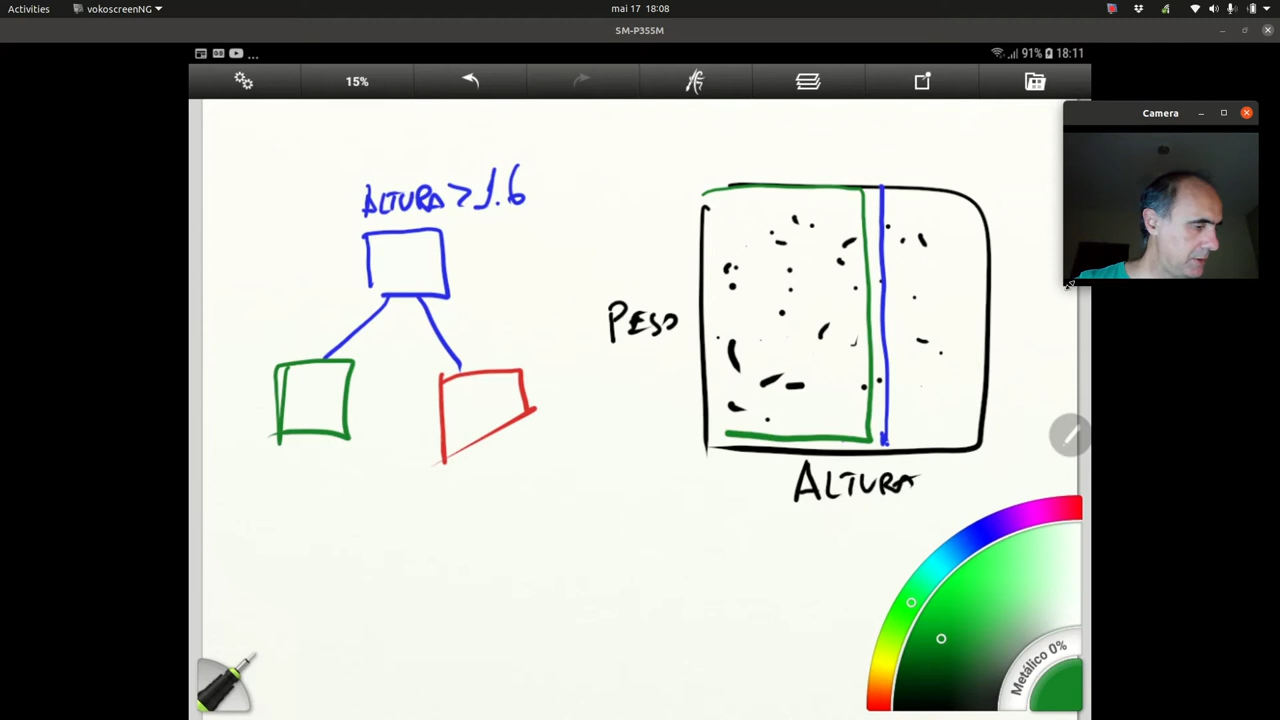 Activities vokoscreenNG mai 17 18:08
SM-P355M
... 91% 18:11
15%
Camera
ALTURA > 1.6
PESO
ALTURA
Metálico 0%